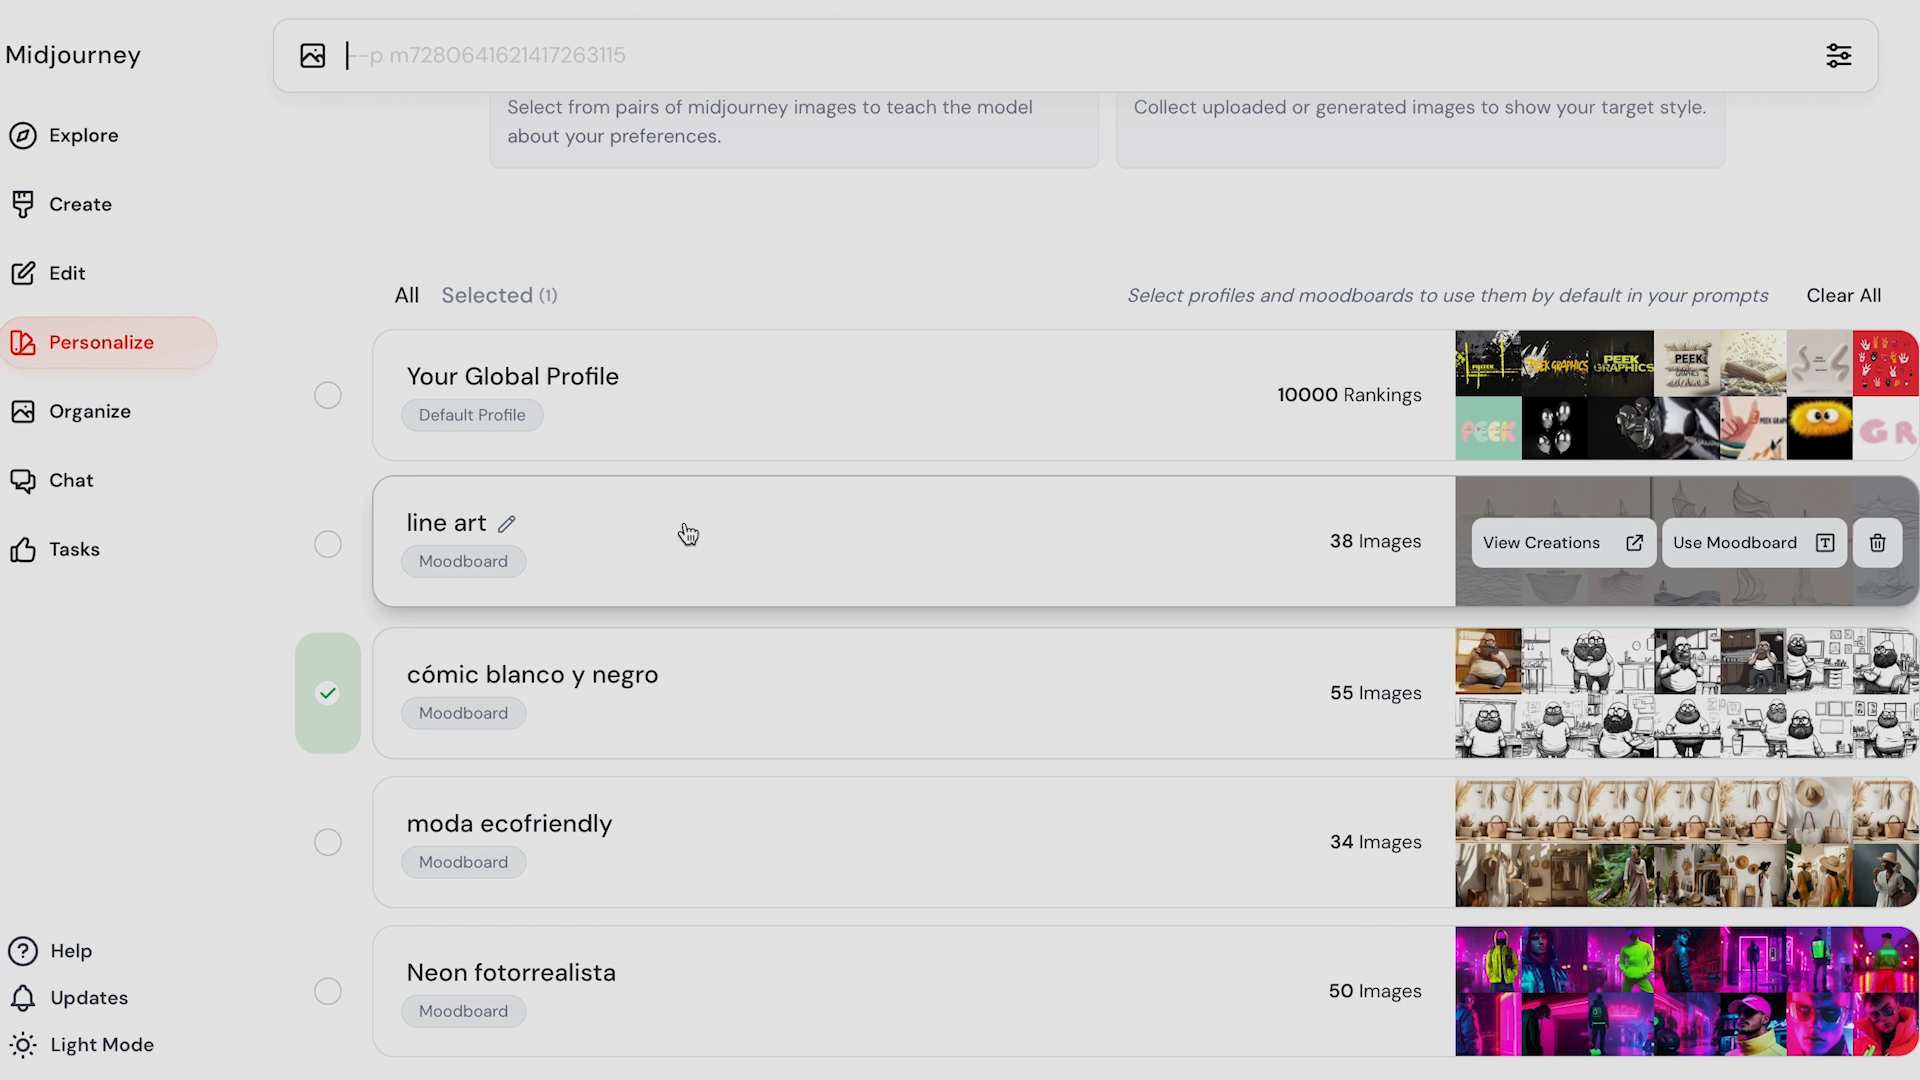 Midjourney
--p m7280641621417263115
Explore
Create
Edit
Personalize
Organize
Chat
Tasks
Help
Updates
Light Mode
Select from pairs of midjourney images to teach the model
about your preferences.
Collect uploaded or generated images to show your target style.
All Selected (1)
Select profiles and moodboards to use them by default in your prompts
Clear All
Your Global Profile
Default Profile
10000 Rankings
PEEK GRAPHICS
PEEK
GRAPHICS
PEEK
PEEK
GR
line art
Moodboard
38 Images
View Creations
Use Moodboard
cómic blanco y negro
Moodboard
55 Images
moda ecofriendly
Moodboard
34 Images
Neon fotorrealista
Moodboard
50 Images